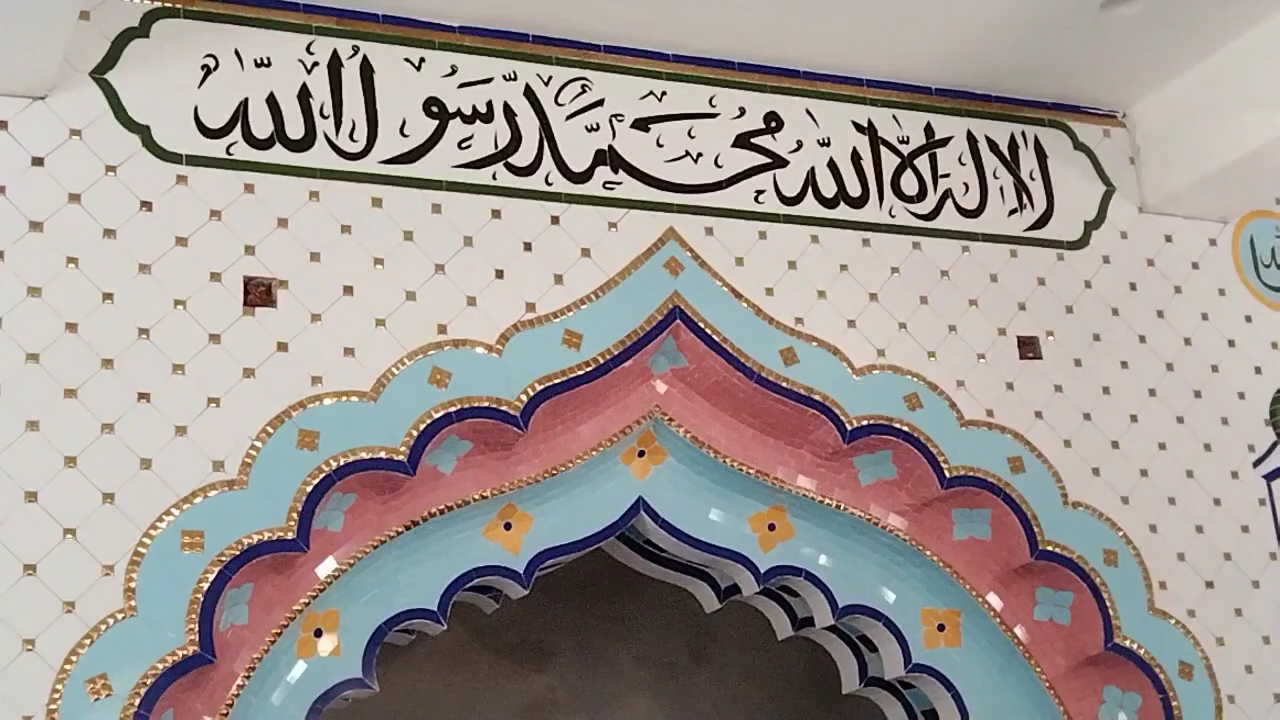 لا اله الا الله محمد رسول الله